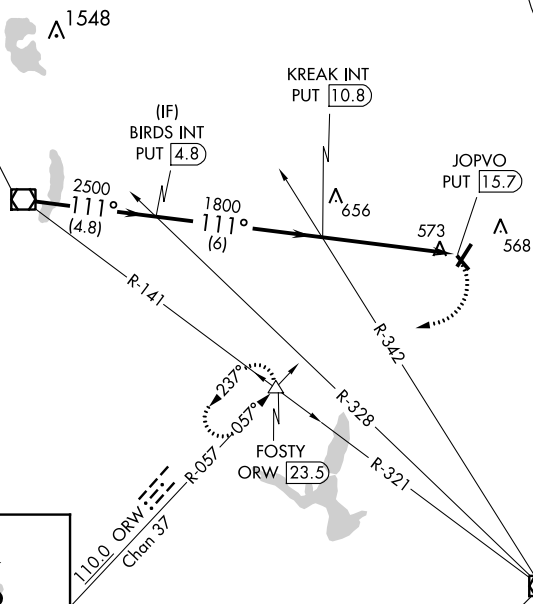 1548
KREAK INT
PUT 10.8
(IF)
BIRDS INT
PUT 4.8
JOPVO
PUT 15.7
2500
111°
(4.8)
1800
111°
(6)
656
573
568
R-141
R-342
237°
057°
R-328
R-057
FOSTY
ORW 23.5
R-321
110.0 ORW
Chan 37